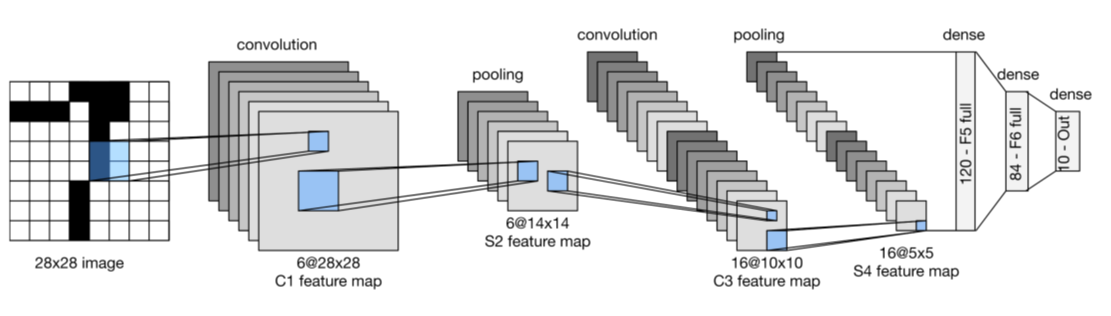 convolution
pooling
convolution
pooling
dense
dense
dense
28x28 image
6@28x28
C1 feature map
6@14x14
S2 feature map
16@10x10
C3 feature map
16@5x5
S4 feature map
120 - F5 full
84 - F6 full
10 - Out